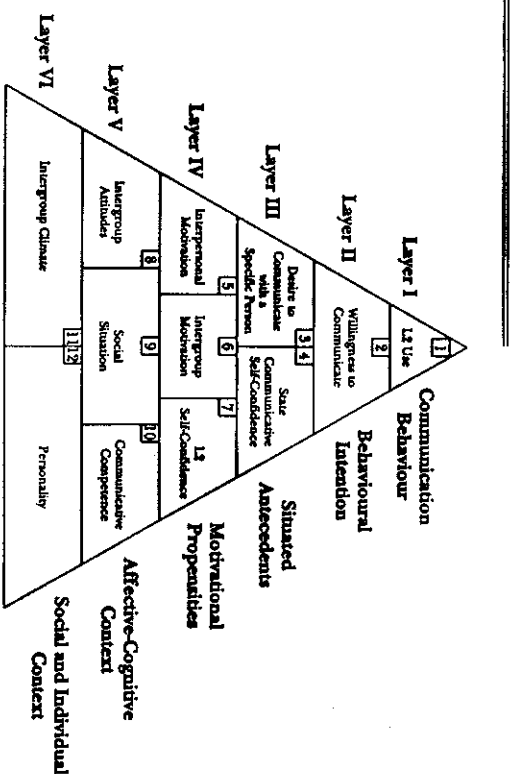 Layer I
1
L2 Use
Communication
Behaviour
Layer II
2
Willingness to
Communicate
Behavioural
Intention
Layer III
3
4
Desire to
Communicate
with a
Specific Person
State
Communicative
Self-Confidence
Situated
Antecedents
Layer IV
5
Interpersonal
Motivation
6
Intergroup
Motivation
7
L2
Self-Confidence
Motivational
Propensities
Layer V
8
Intergroup
Attitudes
9
Social
Situation
10
Communicative
Competence
Affective-Cognitive
Context
Layer VI
11
12
Intergroup Climate
Personality
Social and Individual
Context